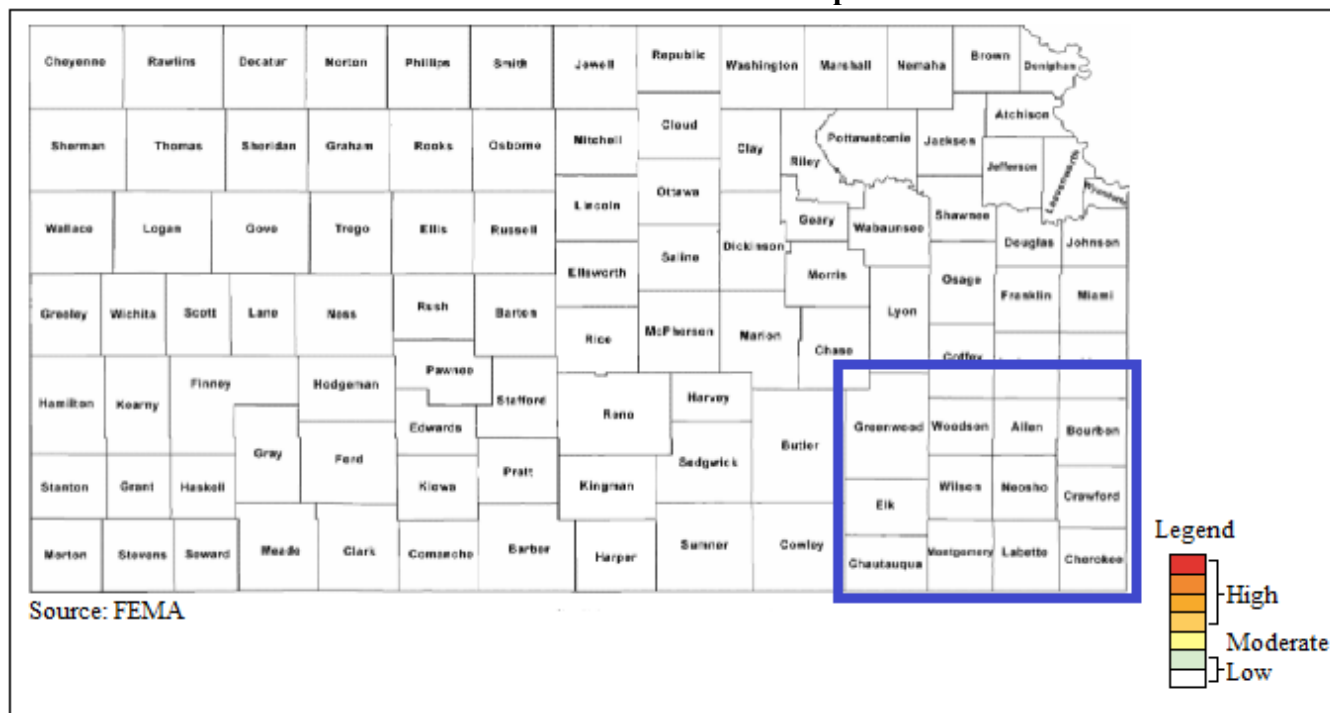 Cheyenne Rawlins Decatur Norton Phillips Smith Jewell Republic Washington Marshall Nemaha Brown Doniphan
Atchison
Sherman Thomas Sheridan Graham Rooks Osborne Mitchell Cloud Clay Riley Pottawatomie Jackson Jefferson Leavenworth Wyandotte
Lincoln Ottawa Geary Wabaunsee Shawnee
Wallace Logan Gove Trego Ellis Russell Dickinson Douglas Johnson
Ellsworth Saline Morris Osage
Greeley Wichita Scott Lane Ness Rush Barton Lyon Franklin Miami
Rice McPherson Marion Chase Coffey
Hamilton Kearny Finney Hodgeman Pawnee Stafford Reno Harvey
Edwards Butler Greenwood Woodson Allen Bourbon
Gray Ford Sedgwick
Stanton Grant Haskell Kiowa Pratt Kingman Elk Wilson Neosho Crawford
Morton Stevens Seward Meade Clark Comanche Barber Harper Sumner Cowley Chautauqua Montgomery Labette Cherokee
Source: FEMA
Legend
High
Moderate
Low